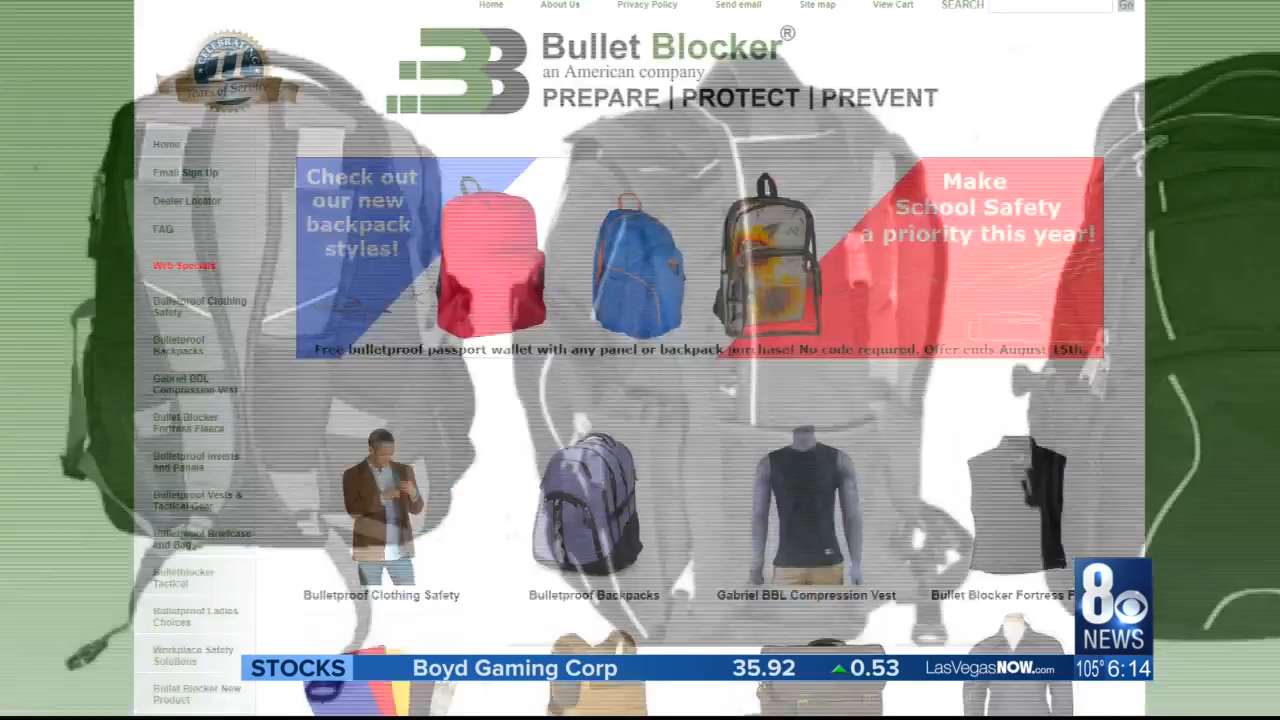 Home About Us Privacy Policy Send email Site map View Cart SEARCH Go
CELEBRATING
11
Years of Service
Bullet Blocker®
an American company
PREPARE | PROTECT | PREVENT
Home
Email Sign Up
Dealer Locator
FAQ
Web Specials
Bulletproof Clothing
Safety
Bulletproof
Backpacks
Gabriel BBL
Compression Vest
Bullet Blocker
Fortress Fleece
Bulletproof Inserts
and Panels
Bulletproof Vests &
Tactical Gear
Bulletproof Briefcase
and Bags
Bulletblocker
Tactical
Bulletproof Ladies
Choices
Workplace Safety
Solutions
Bullet Blocker New
Product
Check out
our new
backpack
styles!
Make
School Safety
a priority this year!
Free bulletproof passport wallet with any panel or backpack purchase! No code required. Offer ends August 15th.
Bulletproof Clothing Safety
Bulletproof Backpacks
Gabriel BBL Compression Vest
Bullet Blocker Fortress F
8
NEWS
STOCKS Boyd Gaming Corp 35.92 0.53 LasVegasNOW.com 105° 6:14